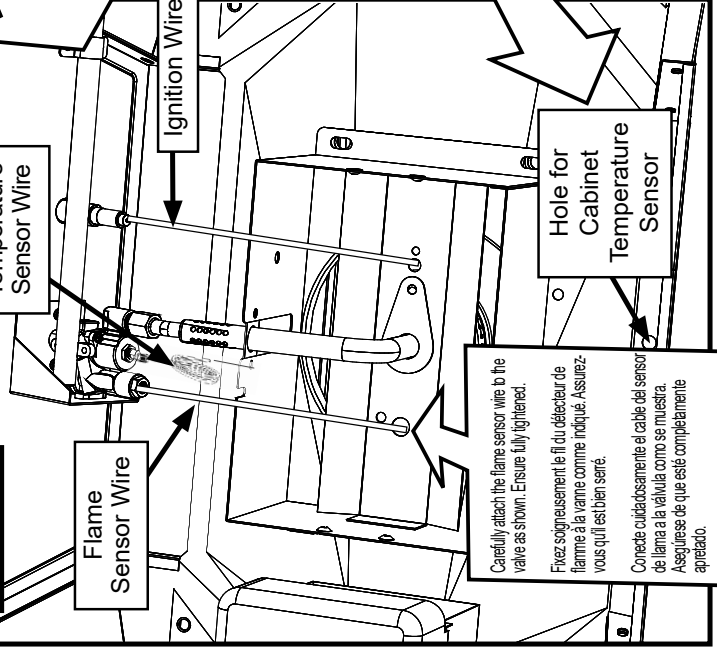 Ignition Wire
Sensor Wire
Flame
Sensor Wire
Hole for
Cabinet
Temperature
Sensor
Carefully attach the flame sensor wire to the
valve as shown. Ensure fully tightened.
Fixez soigneusement le fil du détecteur de
flamme à la vanne comme indiqué. Assurez-
vous qu'il est bien serré.
Conecte cuidadosamente el cable del sensor
de llama a la válvula como se muestra.
Asegúrese de que esté completamente
apretado.